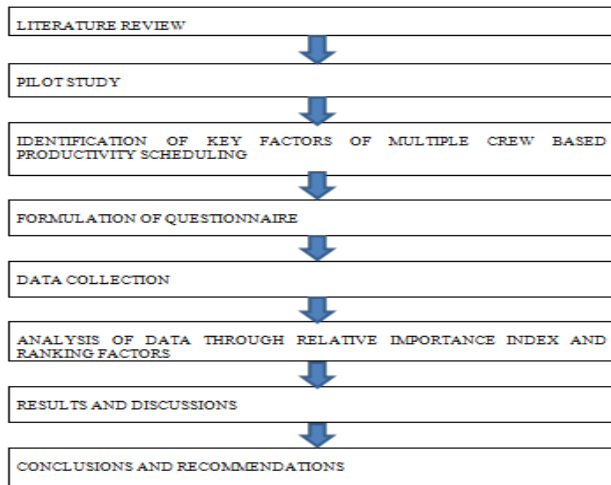 LITERATURE REVIEW
PILOT STUDY
IDENTIFICATION OF KEY FACTORS OF MULTIPLE CREW BASED
PRODUCTIVITY SCHEDULING
FORMULATION OF QUESTIONNAIRE
DATA COLLECTION
ANALYSIS OF DATA THROUGH RELATIVE IMPORTANCE INDEX AND
RANKING FACTORS
RESULTS AND DISCUSSIONS
CONCLUSIONS AND RECOMMENDATIONS